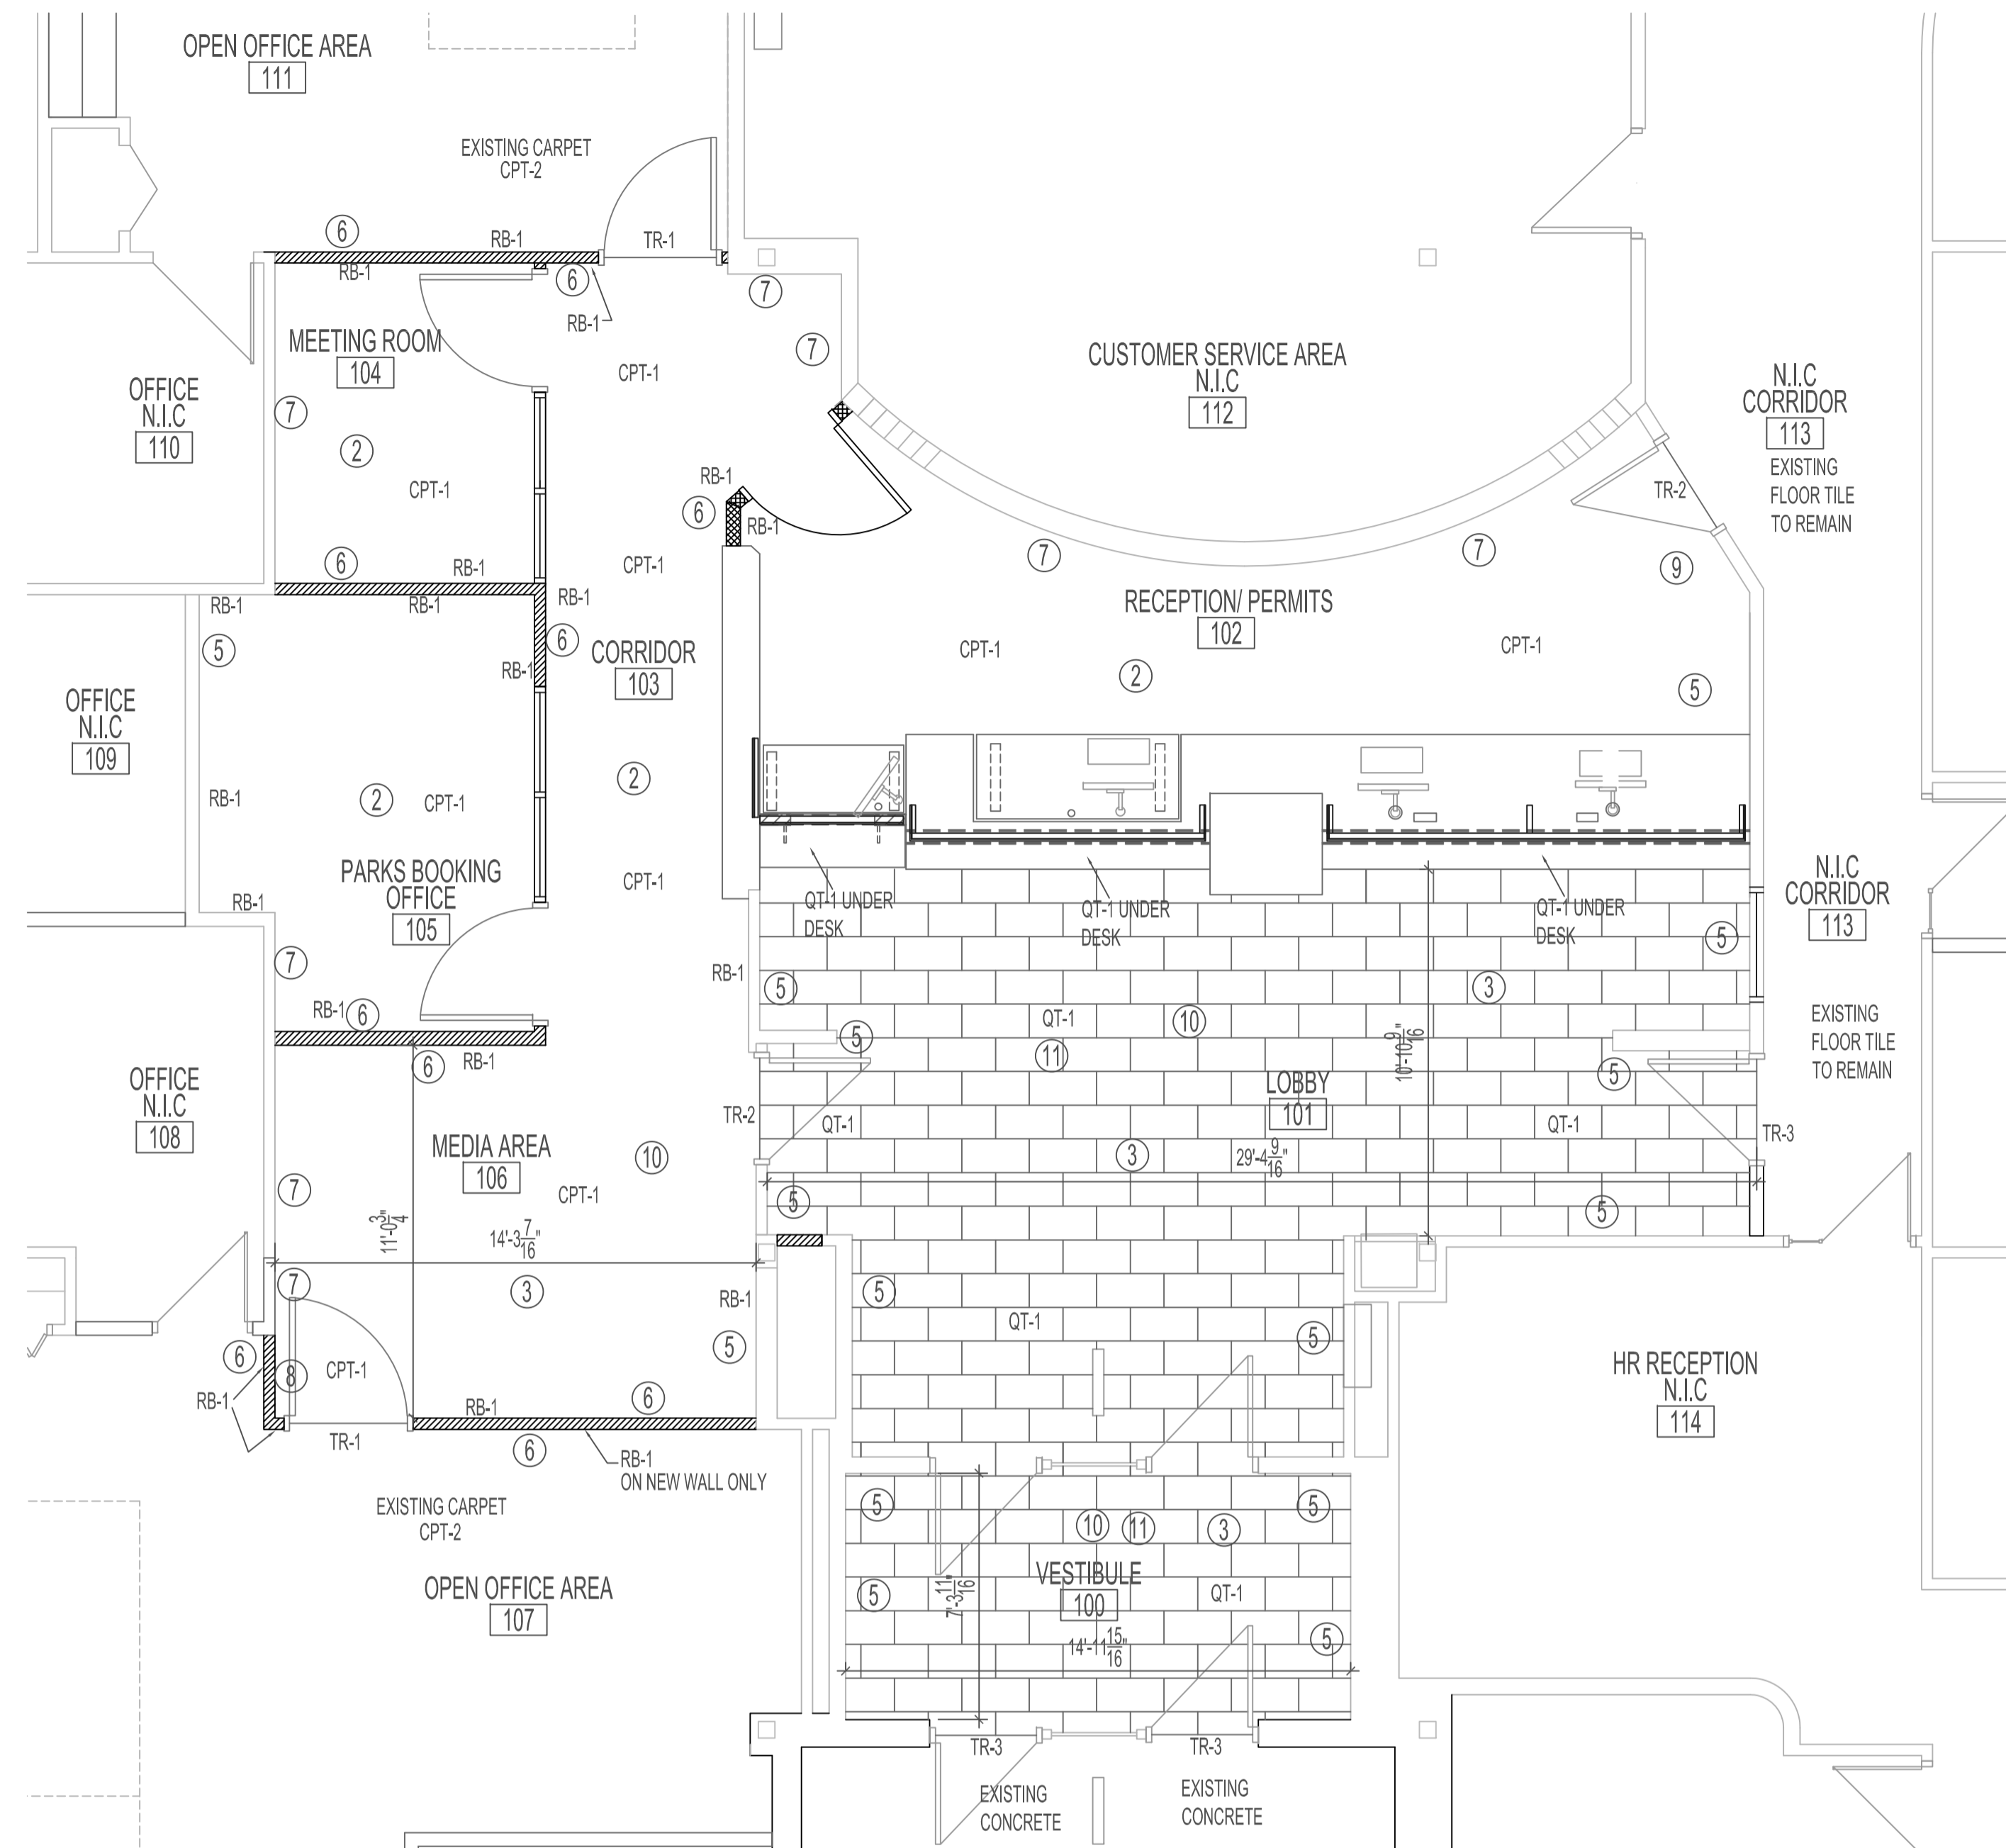 OPEN OFFICE AREA
111
EXISTING CARPET
CPT-2
6
RB-1
TR-1
RB-1
6
7
RB-1
MEETING ROOM
104
7
CPT-1
CUSTOMER SERVICE AREA
N.I.C
112
N.I.C
CORRIDOR
113
EXISTING
FLOOR TILE
TO REMAIN
OFFICE
N.I.C
110
7
2
CPT-1
RB-1
6
RB-1
TR-2
7
7
9
6
RB-1
CPT-1
RB-1
RB-1
RB-1
RECEPTION/ PERMITS
102
5
6
CORRIDOR
103
RB-1
CPT-1
2
CPT-1
5
OFFICE
N.I.C
109
RB-1
2
CPT-1
2
PARKS BOOKING
OFFICE
105
CPT-1
RB-1
QT-1 UNDER
DESK
QT-1 UNDER
DESK
QT-1 UNDER
DESK
N.I.C
CORRIDOR
113
5
7
RB-1
5
3
RB-1
6
QT-1
10
5
11
10'-10 9/16"
EXISTING
FLOOR TILE
TO REMAIN
6
RB-1
5
LOBBY
101
OFFICE
N.I.C
108
TR-2
QT-1
QT-1
TR-3
MEDIA AREA
106
10
3
29'-4 9/16"
7
CPT-1
5
5
11'-0 3/4"
14'-3 7/16"
7
3
RB-1
5
QT-1
5
6
5
8
CPT-1
HR RECEPTION
N.I.C
114
RB-1
RB-1
6
TR-1
6
RB-1
ON NEW WALL ONLY
EXISTING CARPET
CPT-2
5
10
11
3
5
OPEN OFFICE AREA
107
VESTIBULE
100
5
7'-3 11/16"
QT-1
14'-11 15/16"
5
TR-3
TR-3
EXISTING
CONCRETE
EXISTING
CONCRETE